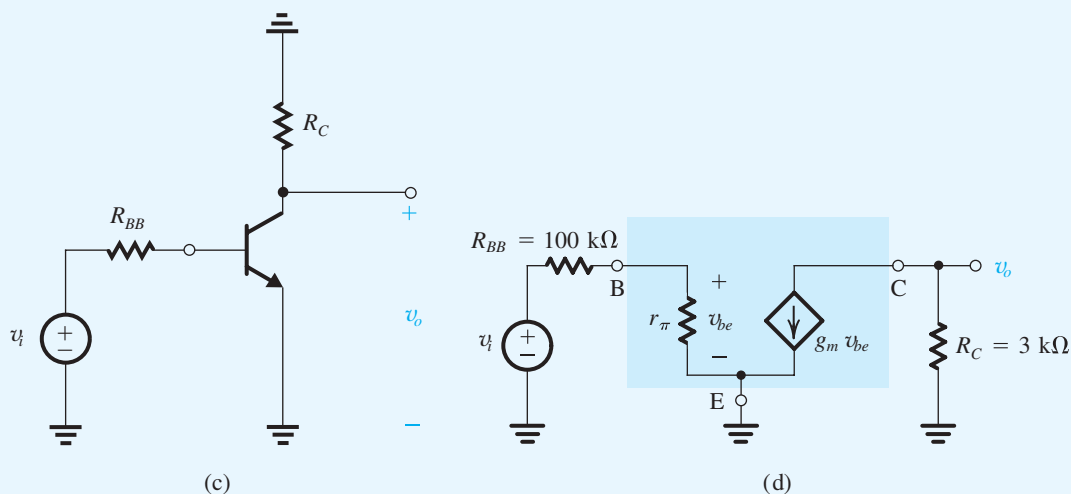 R_C
R_BB
+
v_i
+
−
v_o
−
(c)
R_BB = 100 kΩ
B
C
v_o
+
r_π
v_be
g_m v_be
−
v_i
+
−
R_C = 3 kΩ
E
(d)